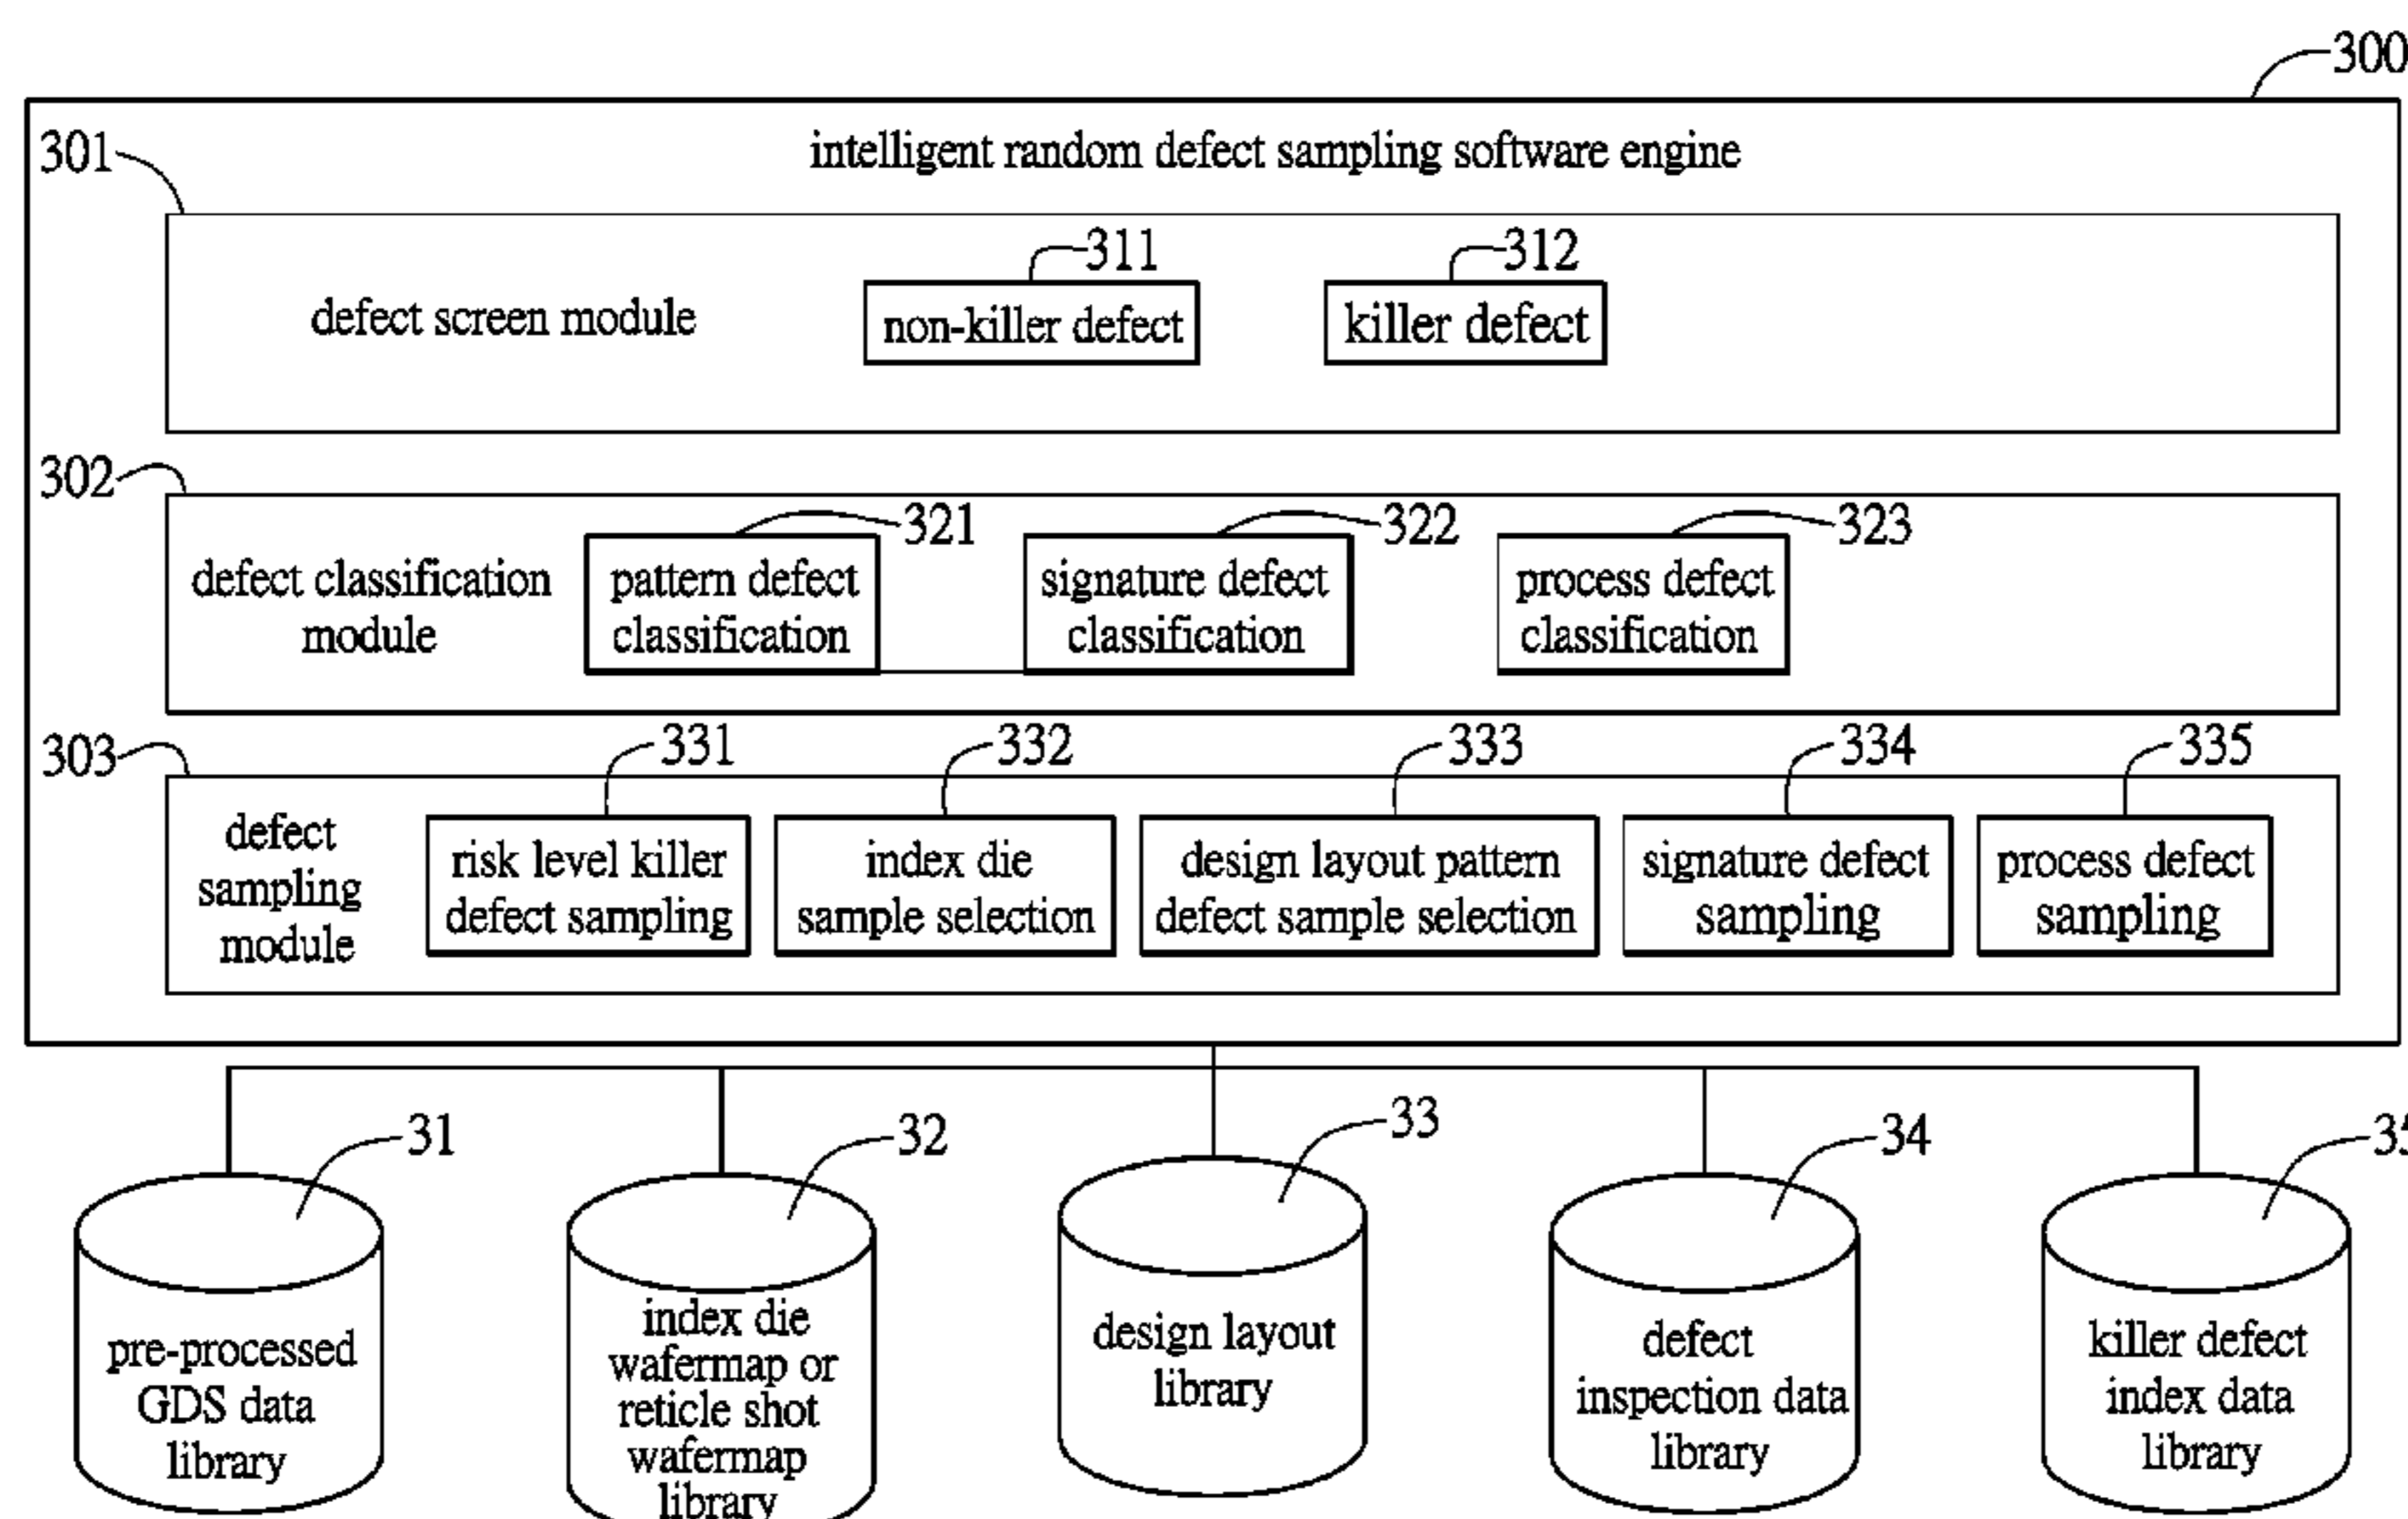 300
301
intelligent random defect sampling software engine
311
312
defect screen module
non-killer defect
killer defect
302
321
322
323
defect classification
module
pattern defect
classification
signature defect
classification
process defect
classification
303
331
332
333
334
335
defect
sampling
module
risk level killer
defect sampling
index die
sample selection
design layout pattern
defect sample selection
signature defect
sampling
process defect
sampling
31
32
33
34
35
pre-processed
GDS data
library
index die
wafermap or
reticle shot
wafermap
library
design layout
library
defect
inspection data
library
killer defect
index data
library